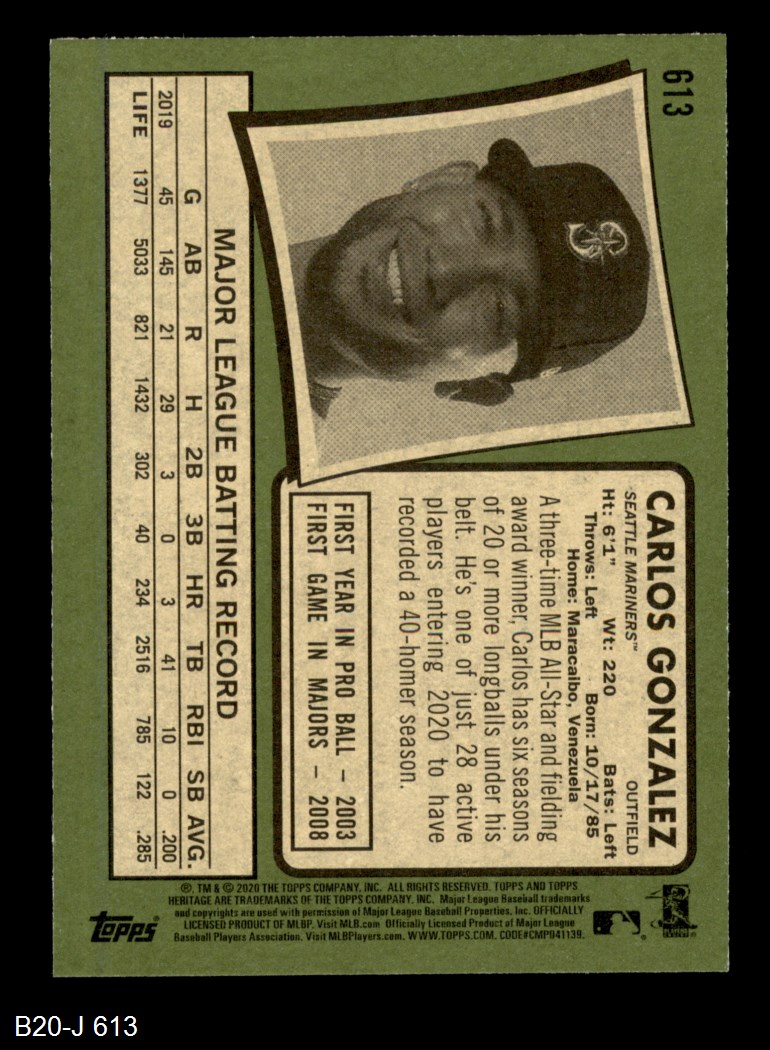 613
CARLOS GONZALEZ
SEATTLE MARINERS™ OUTFIELD
Ht: 6'1" Wt: 220 Bats: Left
Throws: Left Born: 10/17/85
Home: Maracaibo, Venezuela
A three-time MLB All-Star and fielding
award winner, Carlos has six seasons
of 20 or more longballs under his
belt. He's one of just 28 active
players entering 2020 to have
recorded a 40-homer season.
FIRST YEAR IN PRO BALL – 2003
FIRST GAME IN MAJORS – 2008
MAJOR LEAGUE BATTING RECORD
G AB R H 2B 3B HR TB RBI SB AVG.
2019 45 145 21 29 3 0 3 41 10 0 .200
LIFE 1377 5033 821 1432 302 40 234 2516 785 122 .285
®, TM & © 2020 THE TOPPS COMPANY, INC. ALL RIGHTS RESERVED. TOPPS AND TOPPS
HERITAGE ARE TRADEMARKS OF THE TOPPS COMPANY, INC. Major League Baseball trademarks
and copyrights are used with permission of Major League Baseball Properties, Inc. OFFICIALLY
LICENSED PRODUCT OF MLBP. Visit MLB.com Officially Licensed Product of Major League
Baseball Players Association. Visit MLBPlayers.com. WWW.TOPPS.COM. CODE#CMP041139.
TOPPS®
B20-J 613